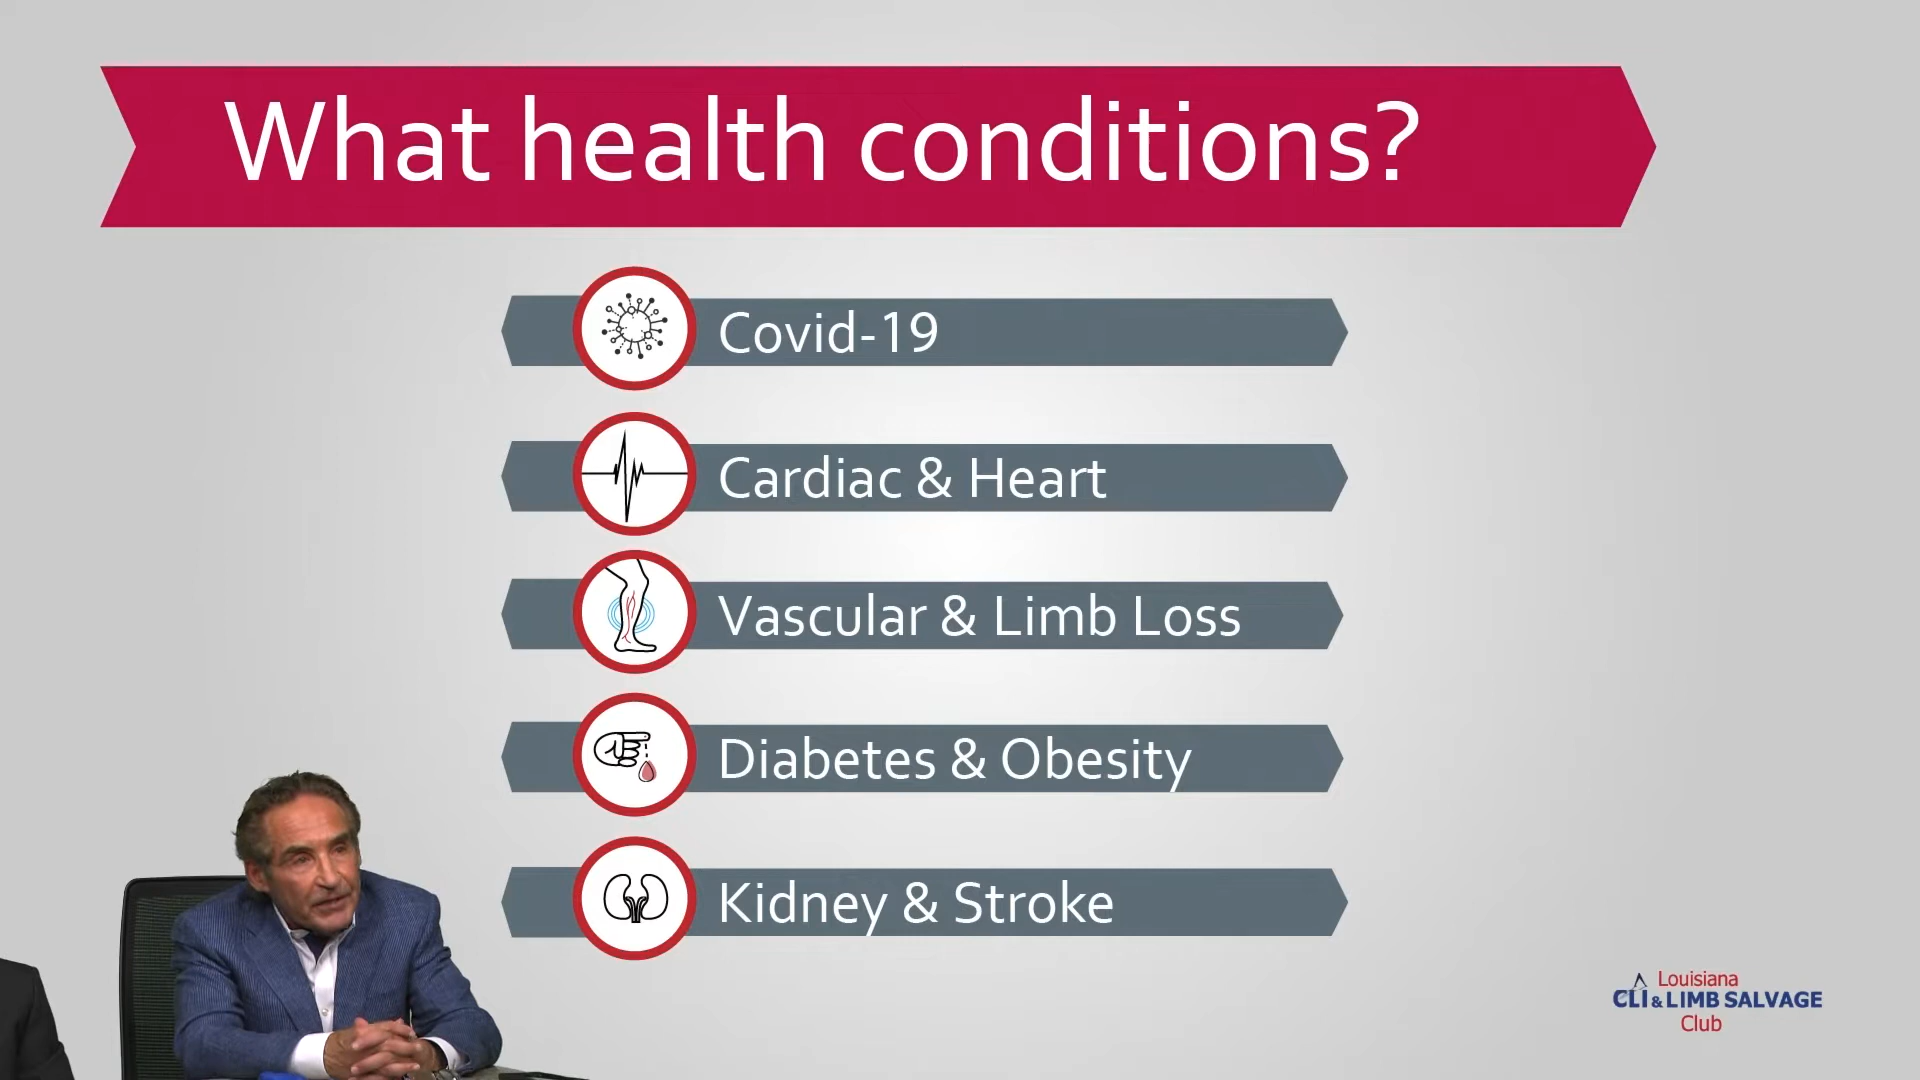 What health conditions?
Covid-19
Cardiac & Heart
Vascular & Limb Loss
Diabetes & Obesity
Kidney & Stroke
Louisiana
CLI & LIMB SALVAGE
Club